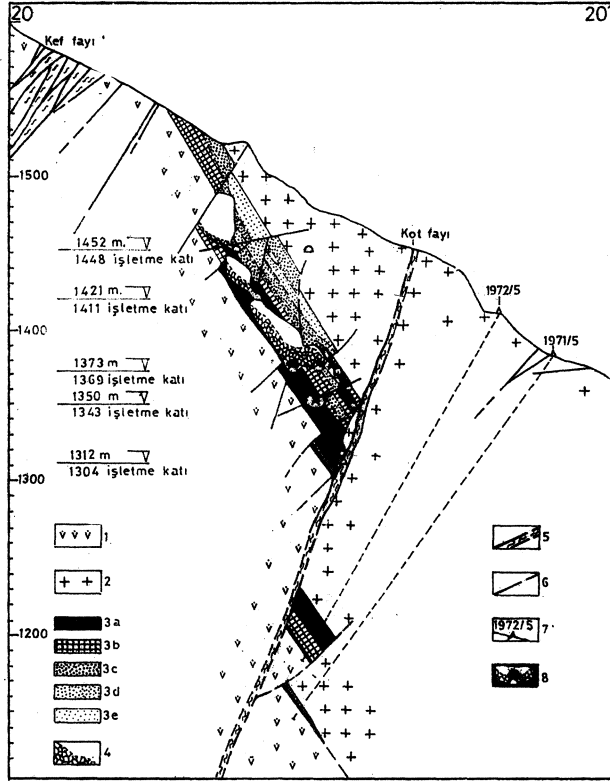 20
20'
Kef fayı
1500
Kot fayı
1452 m.
1448 işletme katı
1972/5
1421 m.
1411 işletme katı
1400
1971/5
1373 m
1369 işletme katı
1350 m
1343 işletme katı
1312 m
1304 işletme katı
1300
1
2
3a
3b
3c
3d
3e
4
1200
5
6
1972/5
7
8